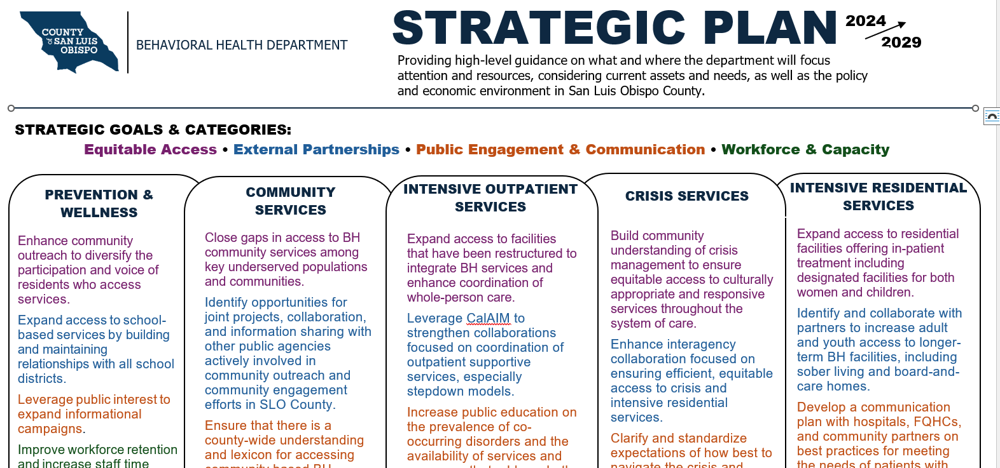 COUNTY
OF SAN LUIS
OBISPO
BEHAVIORAL HEALTH DEPARTMENT
STRATEGIC PLAN
2024
2029
Providing high-level guidance on what and where the department will focus
attention and resources, considering current assets and needs, as well as the policy
and economic environment in San Luis Obispo County.
STRATEGIC GOALS & CATEGORIES:
Equitable Access • External Partnerships • Public Engagement & Communication • Workforce & Capacity
PREVENTION &
WELLNESS
Enhance community
outreach to diversify the
participation and voice of
residents who access
services.
Expand access to school-
based services by building
and maintaining
relationships with all school
districts.
Leverage public interest to
expand informational
campaigns.
Improve workforce retention
and increase staff time
COMMUNITY
SERVICES
Close gaps in access to BH
community services among
key underserved populations
and communities.
Identify opportunities for
joint projects, collaboration,
and information sharing with
other public agencies
actively involved in
community outreach and
community engagement
efforts in SLO County.
Ensure that there is a
county-wide understanding
and lexicon for accessing
community based BH
INTENSIVE OUTPATIENT
SERVICES
Expand access to facilities
that have been restructured to
integrate BH services and
enhance coordination of
whole-person care.
Leverage CalAIM to
strengthen collaborations
focused on coordination of
outpatient supportive
services, especially
stepdown models.
Increase public education on
the prevalence of co-
occurring disorders and the
availability of services and
CRISIS SERVICES
Build community
understanding of crisis
management to ensure
equitable access to culturally
appropriate and responsive
services throughout the
system of care.
Enhance interagency
collaboration focused on
ensuring efficient, equitable
access to crisis and
intensive residential
services.
Clarify and standardize
expectations of how best to
navigate the crisis and
INTENSIVE RESIDENTIAL
SERVICES
Expand access to residential
facilities offering in-patient
treatment including
designated facilities for both
women and children.
Identify and collaborate with
partners to increase adult
and youth access to longer-
term BH facilities, including
sober living and board-and-
care homes.
Develop a communication
plan with hospitals, FQHCs,
and community partners on
best practices for meeting
the needs of patients with